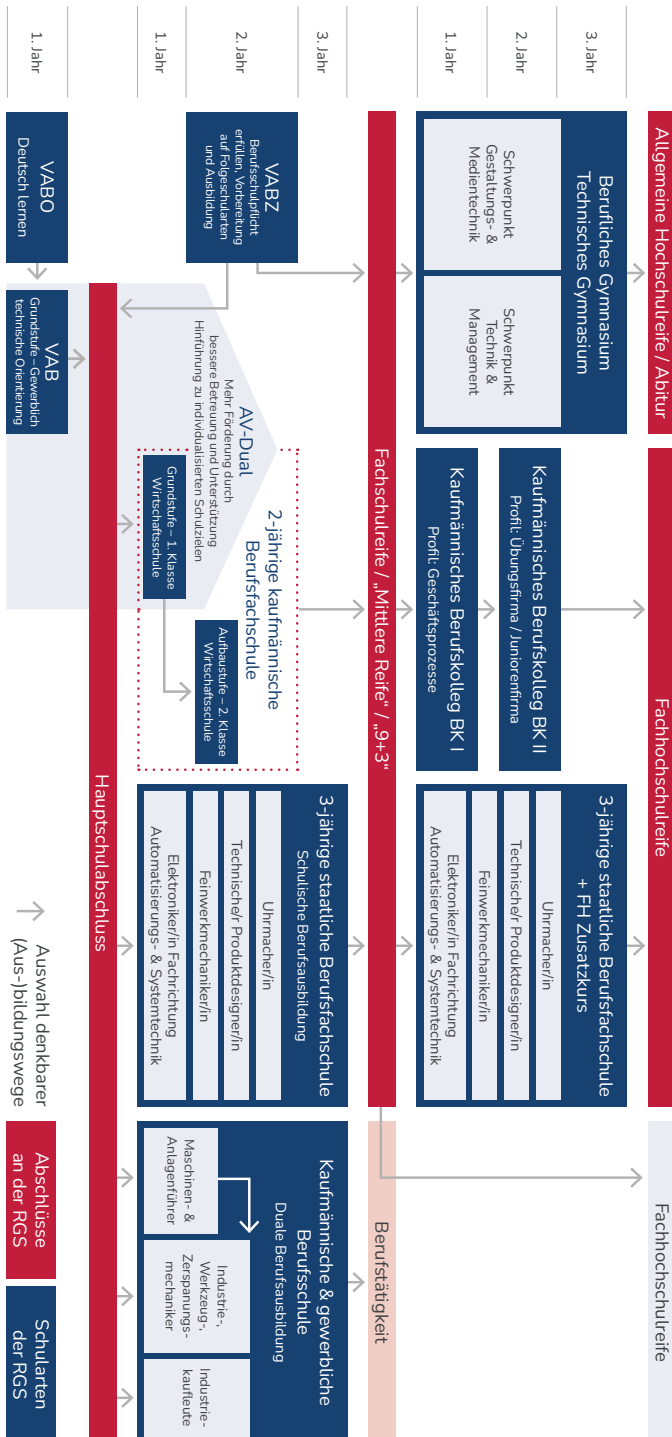 Allgemeine Hochschulreife / Abitur
Fachhochschulreife
Fachhochschulreife
3. Jahr
2. Jahr
1. Jahr
Berufliches Gymnasium
Technisches Gymnasium
Schwerpunkt
Gestaltungs- &
Medientechnik
Schwerpunkt
Technik &
Management
Kaufmännisches Berufskolleg BK II
Profil: Übungsfirma / Juniorenfirma
Kaufmännisches Berufskolleg BK I
Profil: Geschäftsprozesse
3-jährige staatliche Berufsfachschule
+ FH Zusatzkurs
Uhrmacher/in
Technische/r Produktdesigner/in
Feinwerkmechaniker/in
Elektroniker/in Fachrichtung
Automatisierungs- & Systemtechnik
Fachschulreife / „Mittlere Reife“ / „9+3“
Berufstätigkeit
3. Jahr
2. Jahr
1. Jahr
VABZ
Berufsschulpflicht
erfüllen, Vorbereitung
auf Folgeschularten
und Ausbildung
AV-Dual
Mehr Förderung durch
bessere Betreuung und Unterstützung
Hinführung zu individualisierten Schulzielen
2-jährige kaufmännische
Berufsfachschule
Grundstufe – 1. Klasse
Wirtschaftsschule
Aufbaustufe – 2. Klasse
Wirtschaftsschule
3-jährige staatliche Berufsfachschule
Schulische Berufsausbildung
Uhrmacher/in
Technische/r Produktdesigner/in
Feinwerkmechaniker/in
Elektroniker/in Fachrichtung
Automatisierungs- & Systemtechnik
Kaufmännische & gewerbliche
Berufsschule
Duale Berufsausbildung
Maschinen- &
Anlagenführer
Industrie-,
Werkzeug-,
Zerspanungs-
mechaniker
Industrie-
kaufleute
Hauptschulabschluss
1. Jahr
VABO
Deutsch lernen
VAB
Grundstufe – Gewerblich
technische Orientierung
Auswahl denkbarer
(Aus-)bildungswege
Abschlüsse
an der RGS
Schularten
der RGS